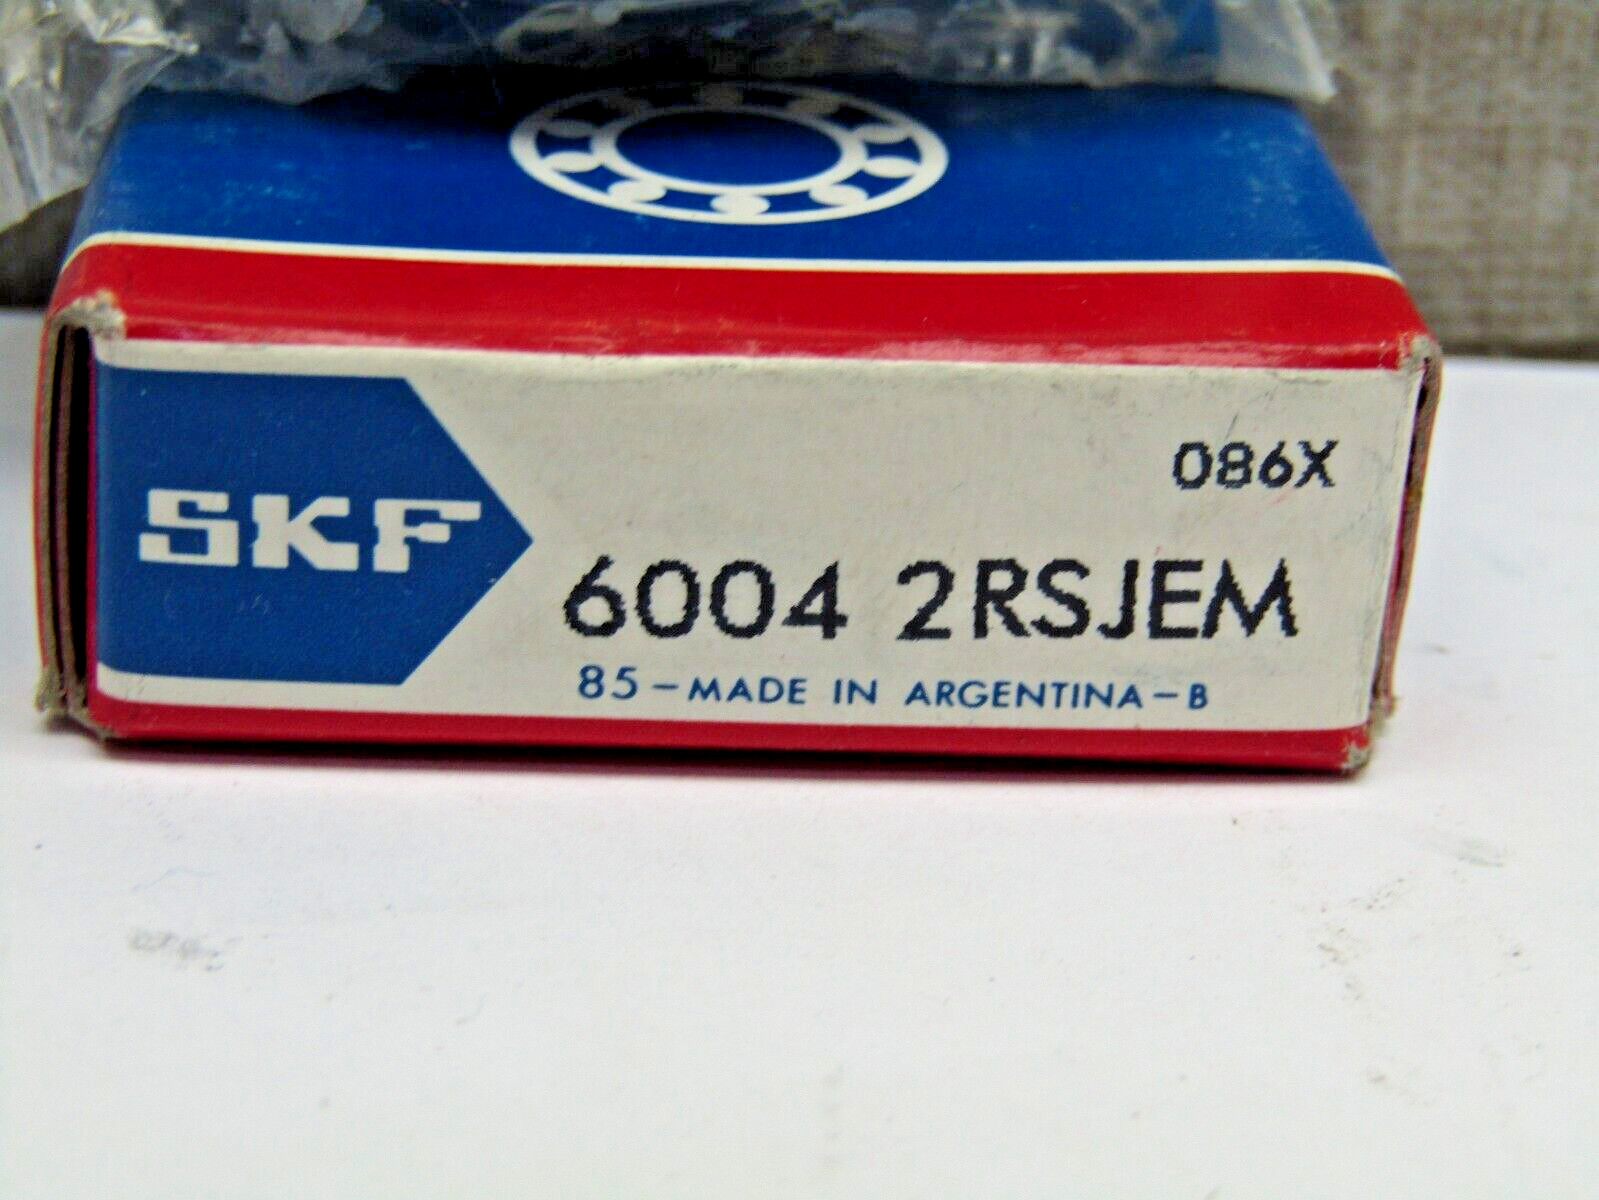 SKF
086X
6004 2RSJEM
85-MADE IN ARGENTINA-B